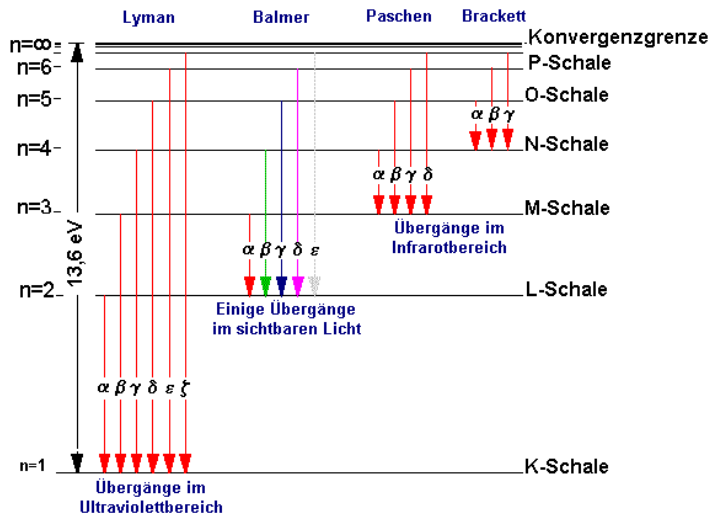 Lyman Balmer Paschen Brackett
n=∞ Konvergenzgrenze
n=6 P-Schale
n=5 O-Schale
α β γ
n=4 N-Schale
α β γ δ
n=3 M-Schale
Übergänge im
Infrarotbereich
13,6 eV
α β γ δ ε
n=2 L-Schale
Einige Übergänge
im sichtbaren Licht
α β γ δ ε ζ
n=1 K-Schale
Übergänge im
Ultraviolettbereich